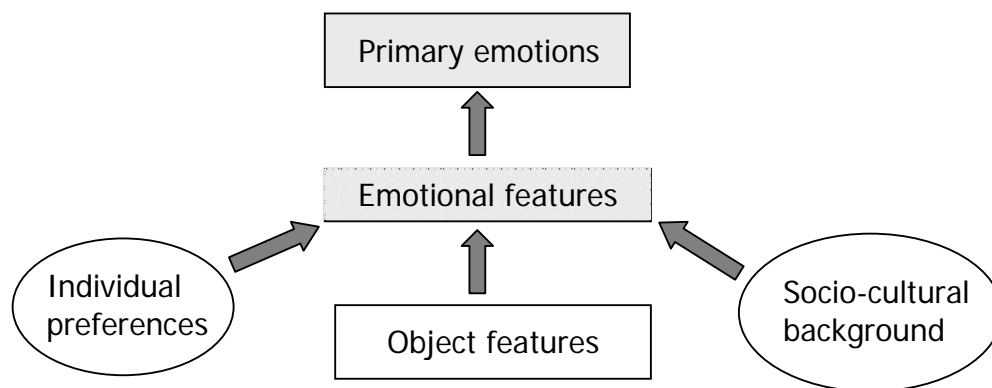 Primary emotions
Emotional features
Individual
preferences
Object features
Socio-cultural
background